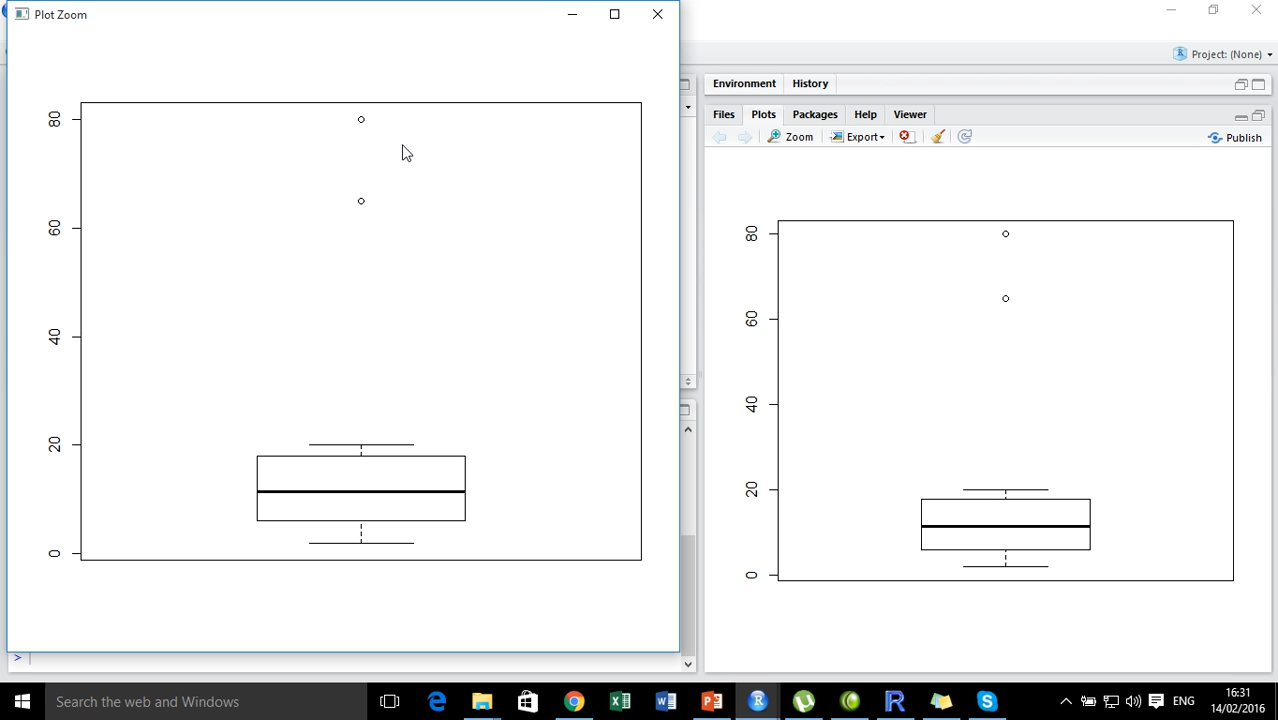 Plot Zoom
Project: (None)
Environment History
Files Plots Packages Help Viewer
Zoom Export Publish
80
60
40
20
0
80
60
40
20
0
>
Search the web and Windows
ENG
16:31
14/02/2016